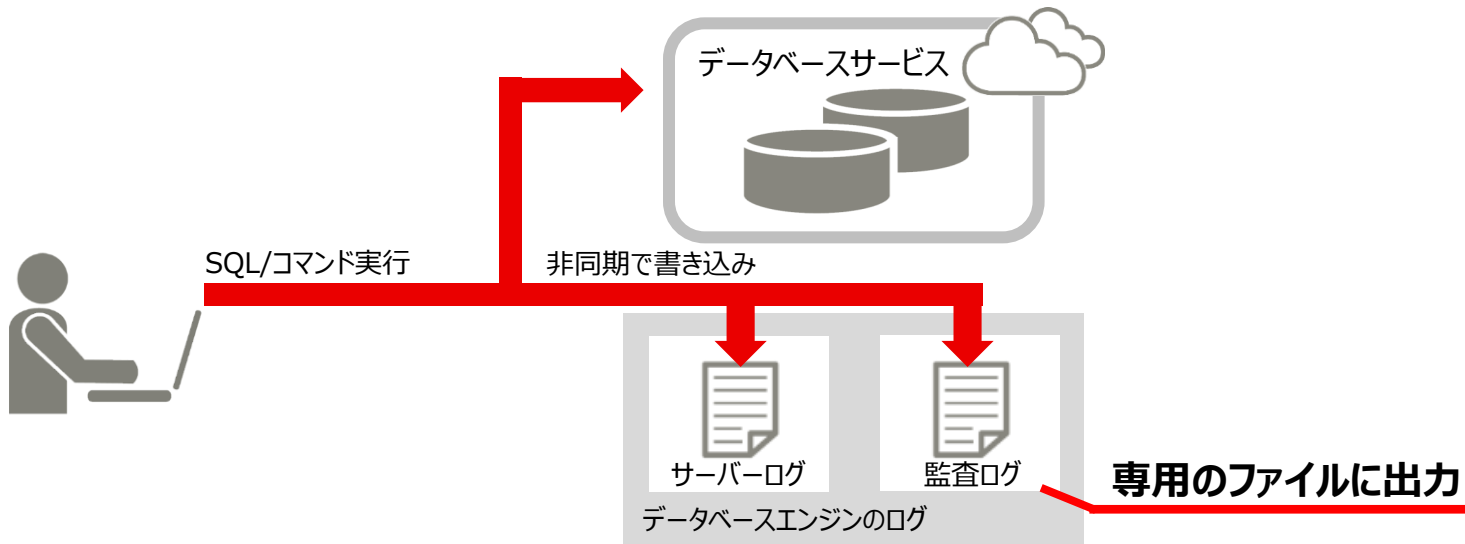 データベースサービス
SQL/コマンド実行
非同期で書き込み
サーバーログ
監査ログ
専用のファイルに出力
データベースエンジンのログ